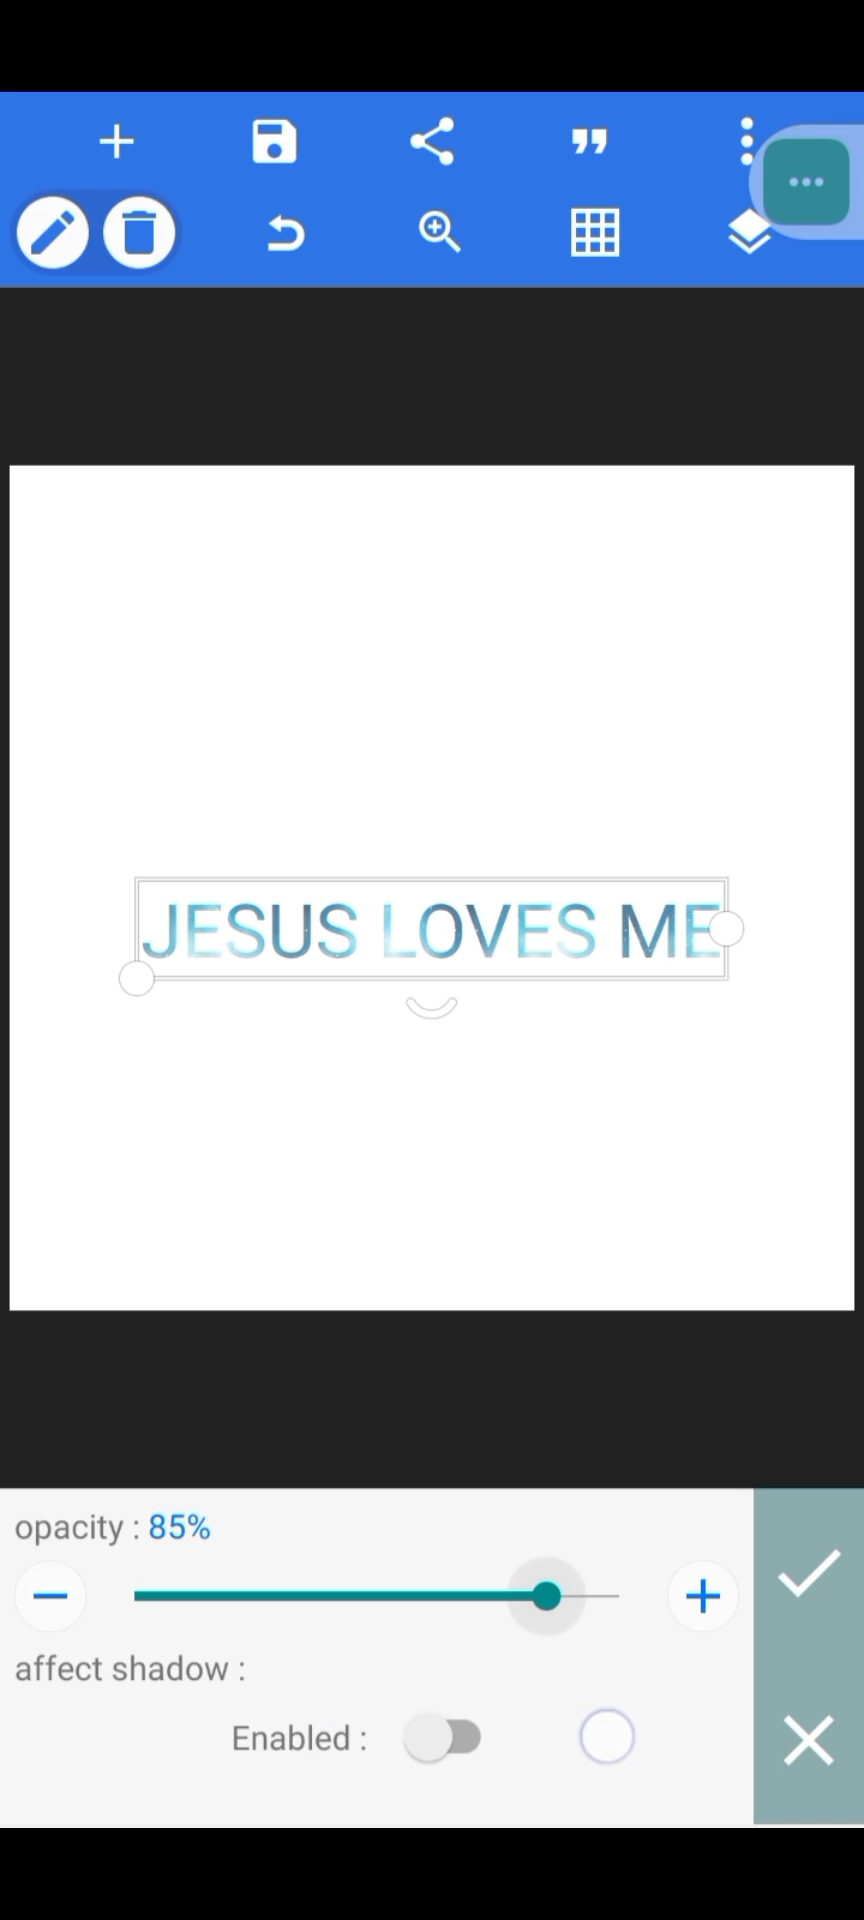 JESUS LOVES ME
opacity : 85%
affect shadow :
Enabled :